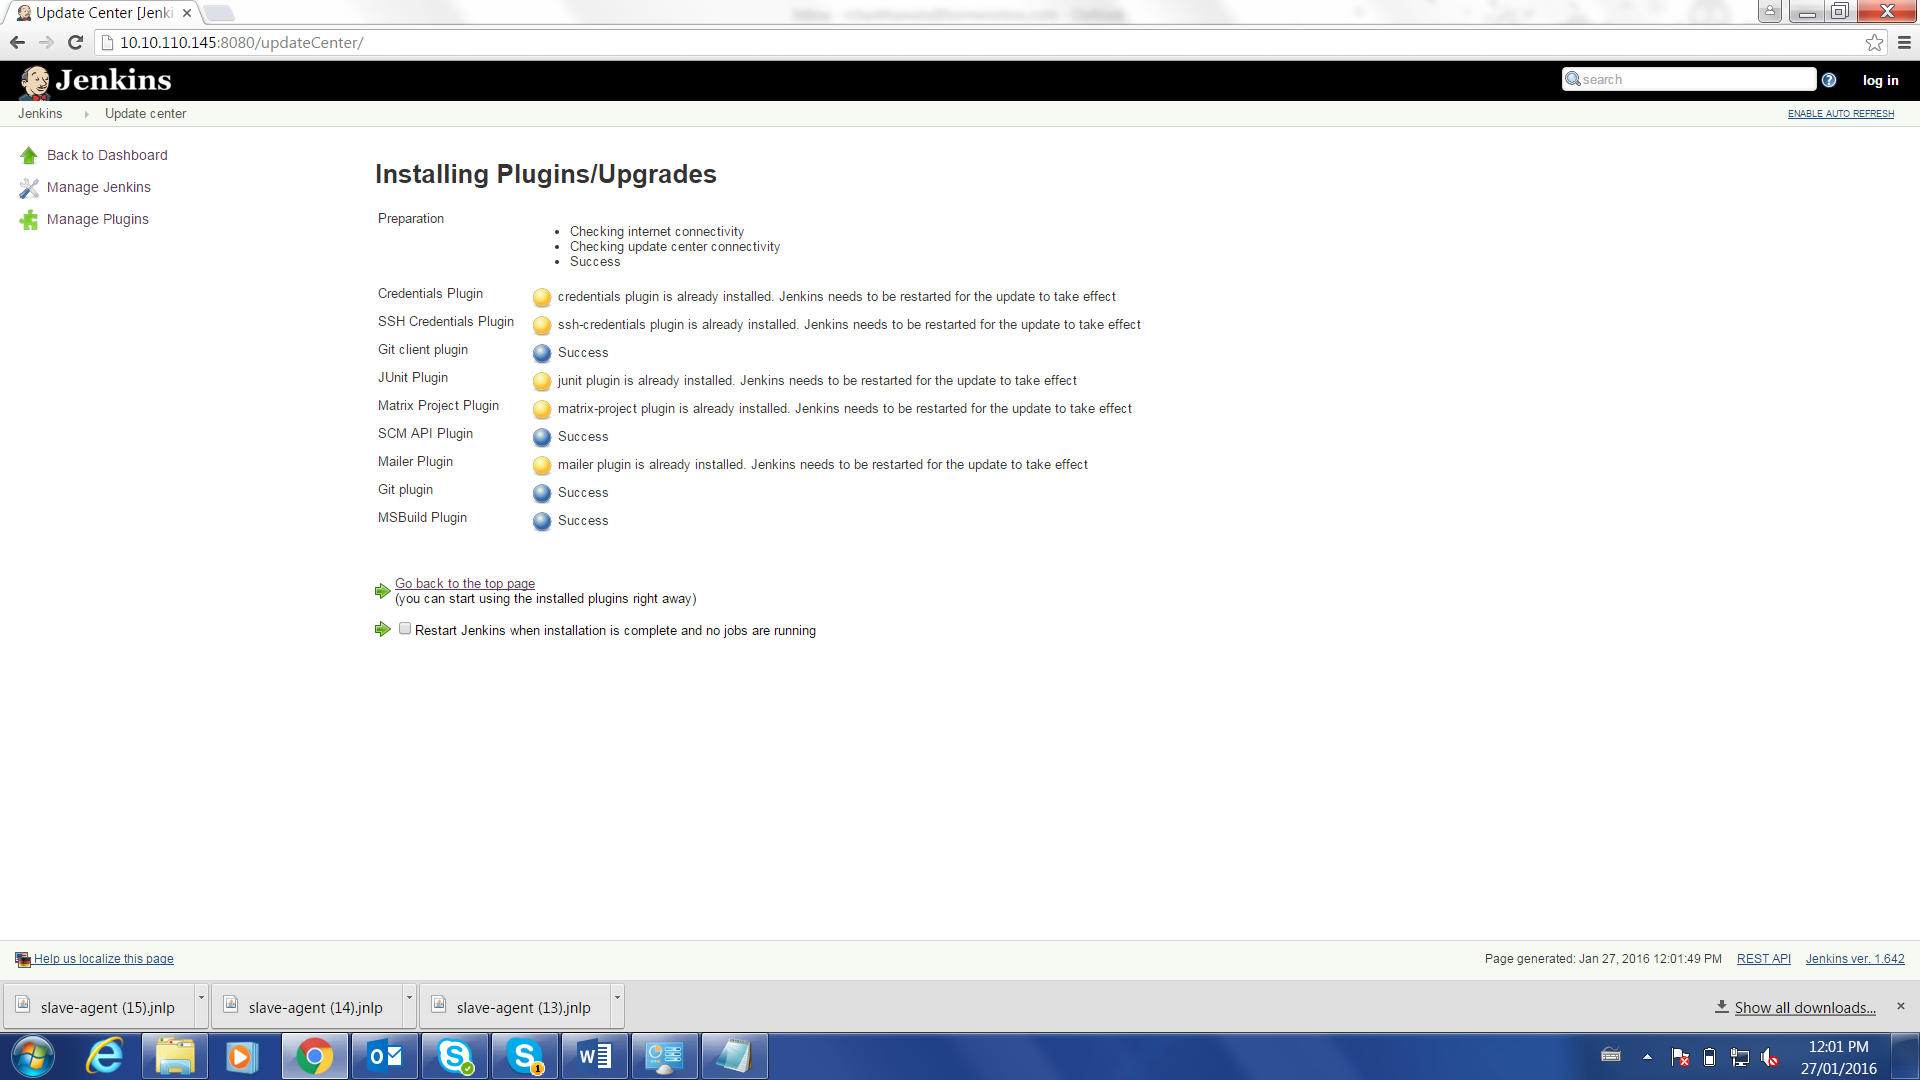 Update Center [Jenki
10.10.110.145:8080/updateCenter/
Jenkins
search
log in
Jenkins Update center
ENABLE AUTO REFRESH
Back to Dashboard
Manage Jenkins
Manage Plugins
Installing Plugins/Upgrades
Preparation
Checking internet connectivity
Checking update center connectivity
Success
Credentials Plugin credentials plugin is already installed. Jenkins needs to be restarted for the update to take effect
SSH Credentials Plugin ssh-credentials plugin is already installed. Jenkins needs to be restarted for the update to take effect
Git client plugin Success
JUnit Plugin junit plugin is already installed. Jenkins needs to be restarted for the update to take effect
Matrix Project Plugin matrix-project plugin is already installed. Jenkins needs to be restarted for the update to take effect
SCM API Plugin Success
Mailer Plugin mailer plugin is already installed. Jenkins needs to be restarted for the update to take effect
Git plugin Success
MSBuild Plugin Success
Go back to the top page
(you can start using the installed plugins right away)
Restart Jenkins when installation is complete and no jobs are running
Help us localize this page
Page generated: Jan 27, 2016 12:01:49 PM REST API Jenkins ver. 1.642
slave-agent (15).jnlp
slave-agent (14).jnlp
slave-agent (13).jnlp
Show all downloads...
12:01 PM
27/01/2016